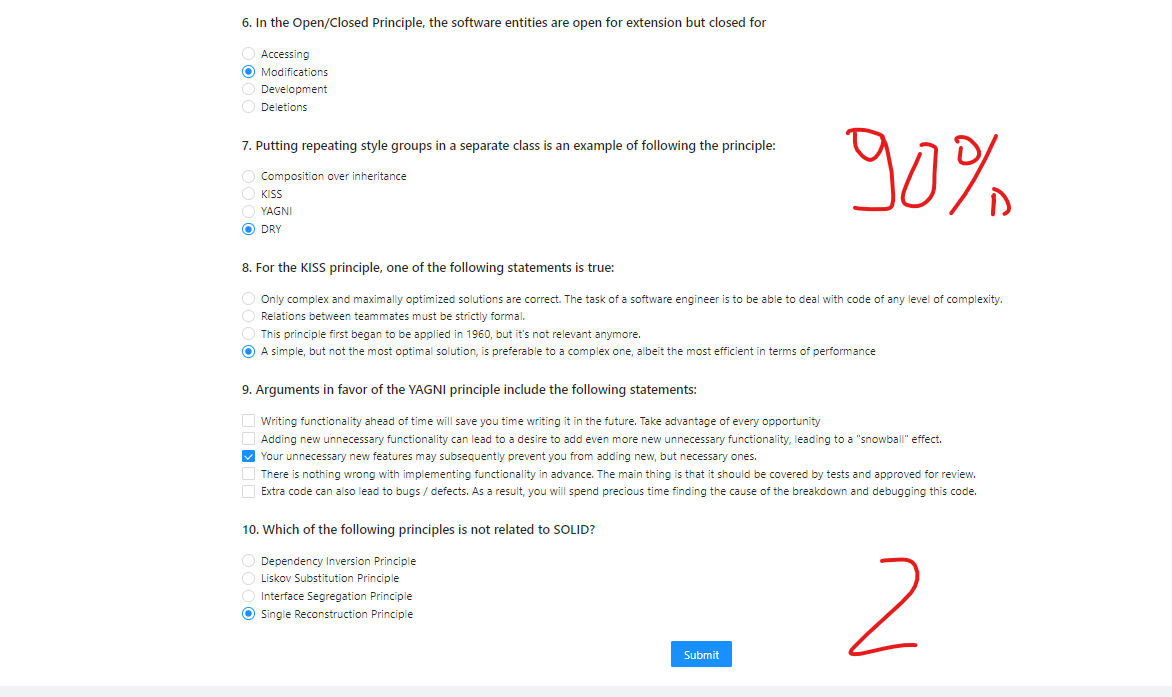 6. In the Open/Closed Principle, the software entities are open for extension but closed for
Accessing
Modifications
Development
Deletions
7. Putting repeating style groups in a separate class is an example of following the principle:
Composition over inheritance
KISS
YAGNI
DRY
90%
8. For the KISS principle, one of the following statements is true:
Only complex and maximally optimized solutions are correct. The task of a software engineer is to be able to deal with code of any level of complexity.
Relations between teammates must be strictly formal.
This principle first began to be applied in 1960, but it's not relevant anymore.
A simple, but not the most optimal solution, is preferable to a complex one, albeit the most efficient in terms of performance
9. Arguments in favor of the YAGNI principle include the following statements:
Writing functionality ahead of time will save you time writing it in the future. Take advantage of every opportunity
Adding new unnecessary functionality can lead to a desire to add even more new unnecessary functionality, leading to a "snowball" effect.
Your unnecessary new features may subsequently prevent you from adding new, but necessary ones.
There is nothing wrong with implementing functionality in advance. The main thing is that it should be covered by tests and approved for review.
Extra code can also lead to bugs / defects. As a result, you will spend precious time finding the cause of the breakdown and debugging this code.
10. Which of the following principles is not related to SOLID?
Dependency Inversion Principle
Liskov Substitution Principle
Interface Segregation Principle
Single Reconstruction Principle
2
Submit